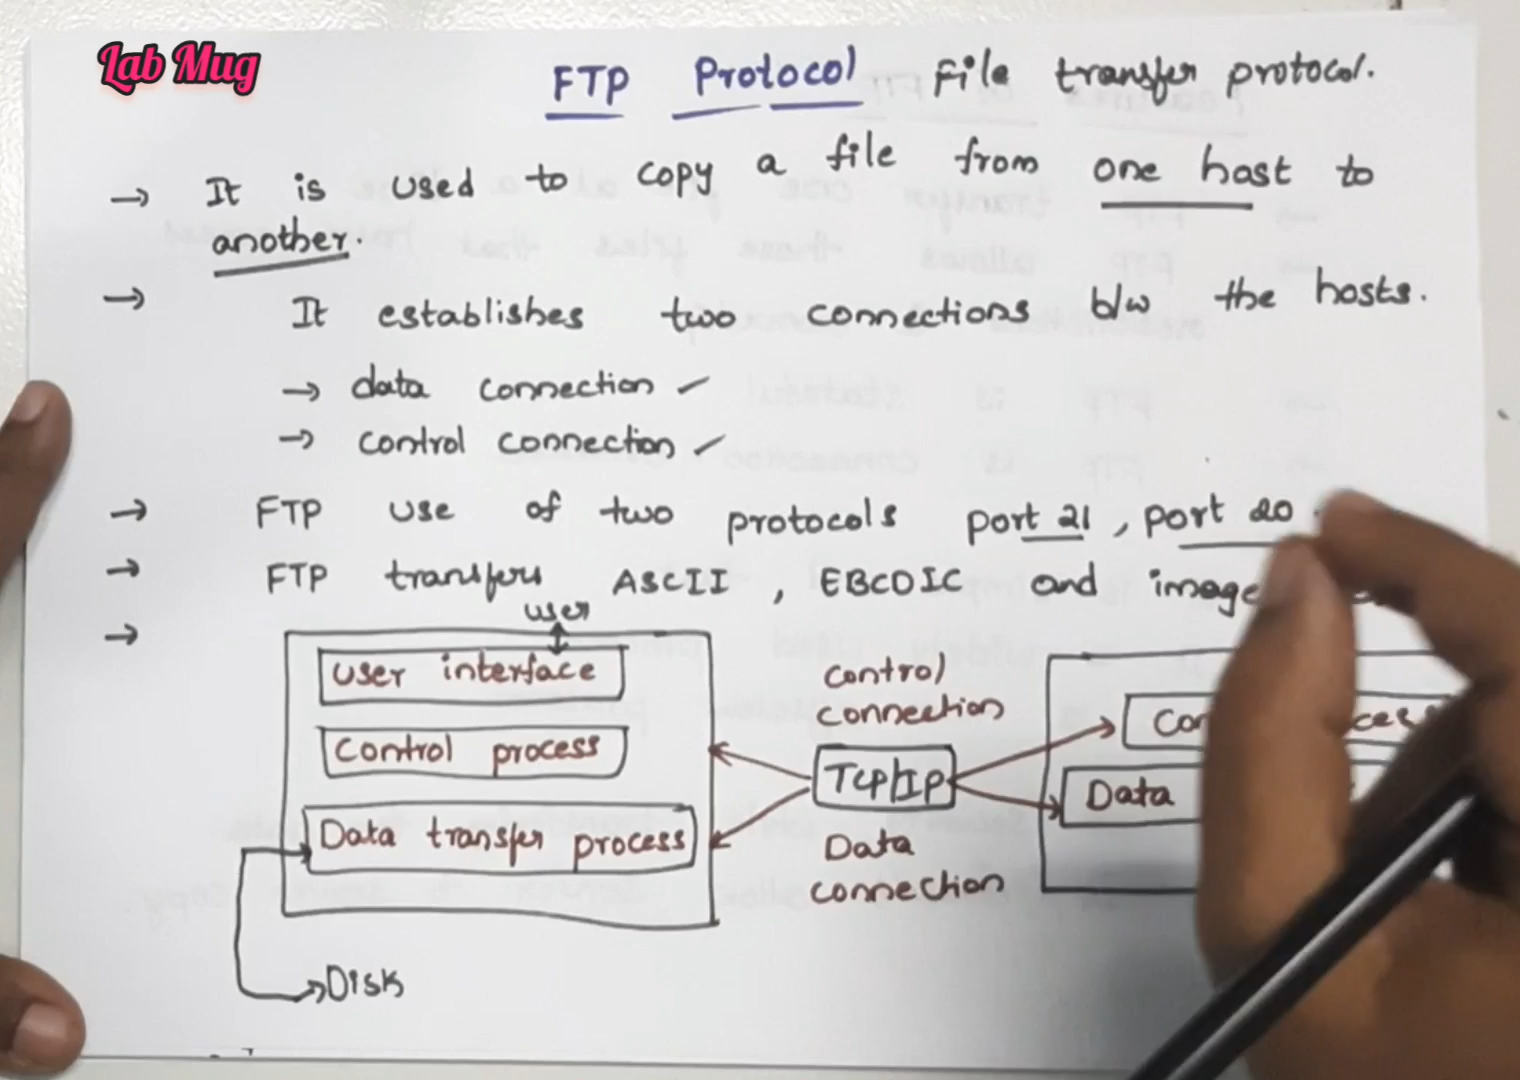 Lab Mug
FTP Protocol File transfer protocol.
→ It is used to copy a file from one host to
another.
→ It establishes two connections b/w the hosts.
→ data connection ✓
→ control connection ✓
→ FTP use of two protocols port 21, port 20
→ FTP transfers ASCII, EBCDIC and image
→
user
User interface
Control process
Data transfer process
Disk
Control
connection
TCP/IP
Data
connection
Data